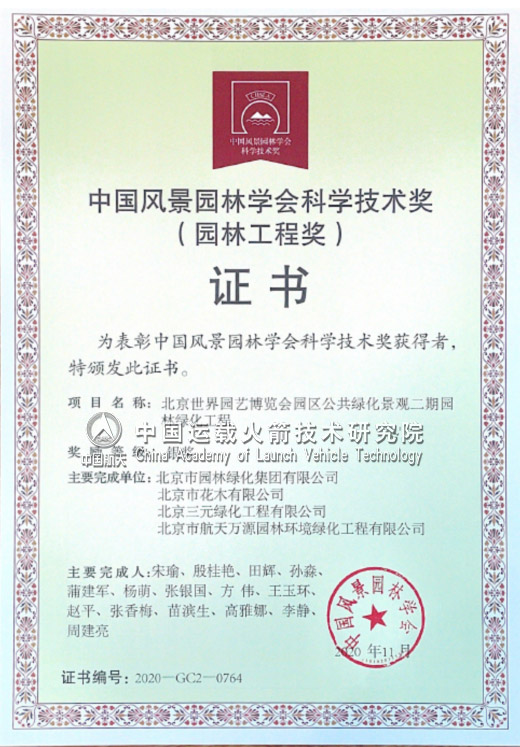 CHSLA
中国风景园林学会
科学技术奖
中国风景园林学会科学技术奖
（园林工程奖）
证书
为表彰中国风景园林学会科学技术奖获得者，
特颁发此证书。
项目名称：北京世界园艺博览会园区公共绿化景观二期园
林绿化工程
中国运载火箭技术研究院
中国航天 China Academy of Launch Vehicle Technology
奖励等级：银奖
主要完成单位：北京市园林绿化集团有限公司
北京市花木有限公司
北京三元绿化工程有限公司
北京市航天万源园林环境绿化工程有限公司
主要完成人：宋瑜、殷桂艳、田辉、孙淼、
蒲建军、杨萌、张银国、方伟、王玉环、
赵平、张香梅、苗滨生、高雅娜、李静、
周建亮
中国风景园林学会
2020年11月
证书编号：2020—GC2—0764